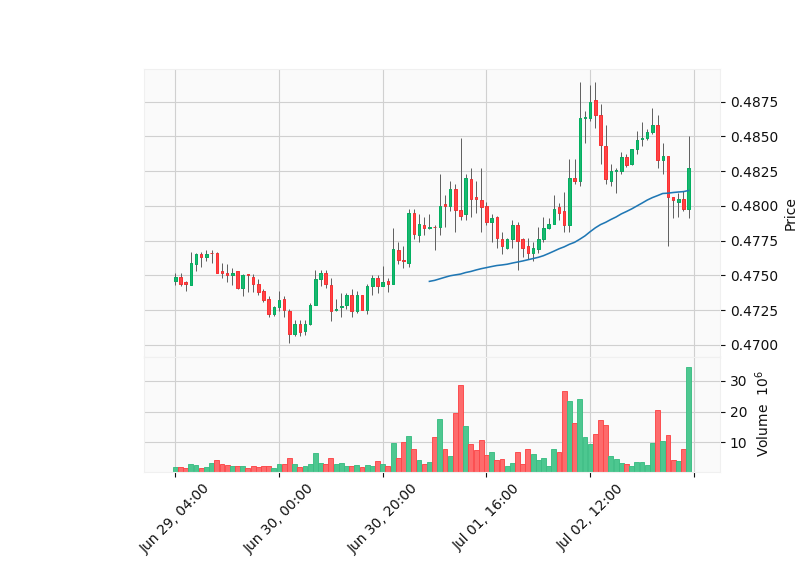 0.4875
0.4850
0.4825
0.4800
0.4775
0.4750
0.4725
0.4700
Price
30
20
10
Volume 10⁶
Jun 29, 04:00
Jun 30, 00:00
Jun 30, 20:00
Jul 01, 16:00
Jul 02, 12:00